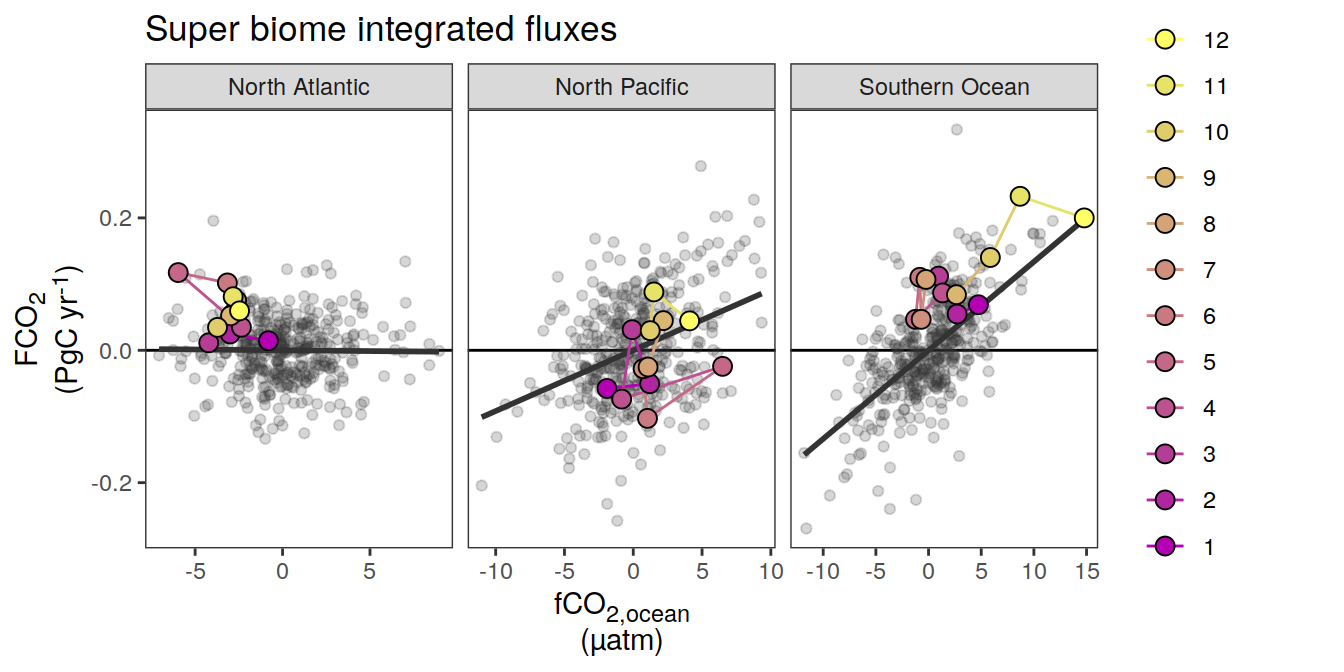 Super biome integrated fluxes
North Atlantic
North Pacific
Southern Ocean
FCO2
(PgC yr⁻¹)
0.2
0.0
-0.2
-5 0 5
-10 -5 0 5 10
-10 -5 0 5 10 15
fCO2,ocean
(µatm)
12
11
10
9
8
7
6
5
4
3
2
1